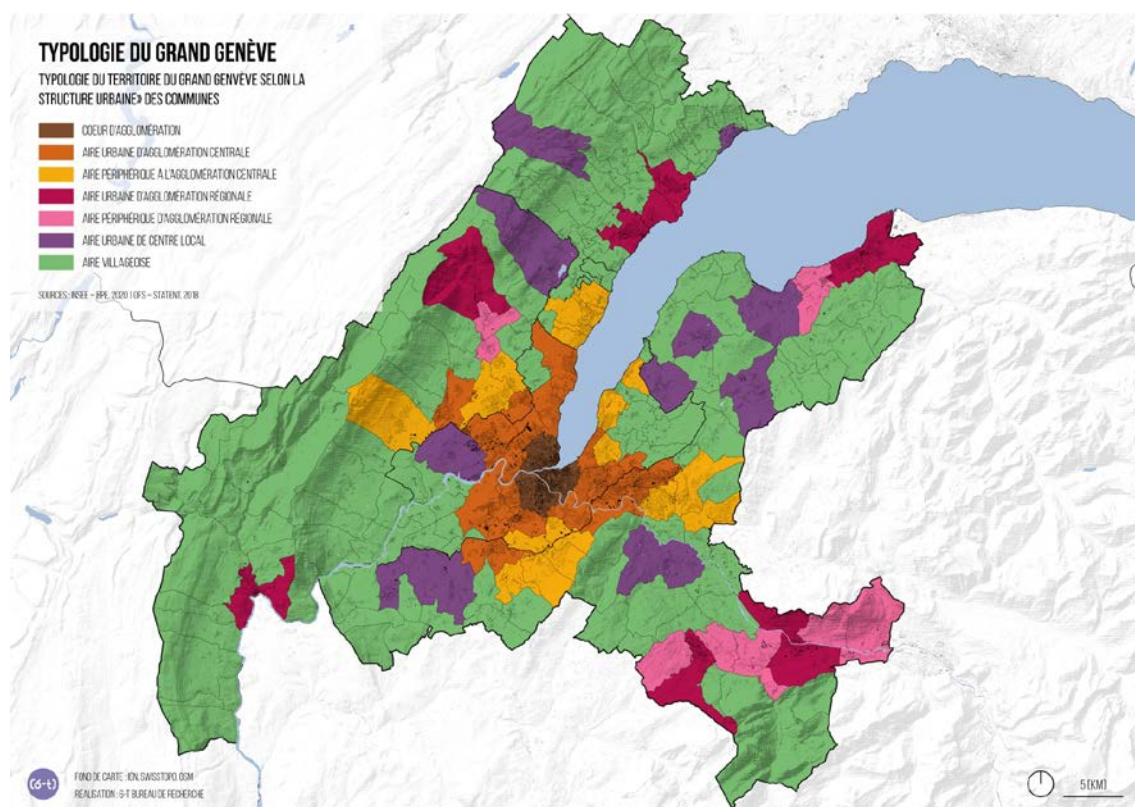 TYPOLOGIE DU GRAND GENÈVE
TYPOLOGIE DU TERRITOIRE DU GRAND GENVÈVE SELON LA
STRUCTURE URBAINE» DES COMMUNES
COEUR D'AGGLOMÉRATION
AIRE URBAINE D'AGGLOMÉRATION CENTRALE
AIRE PÉRIPHÉRIQUE À L'AGGLOMÉRATION CENTRALE
AIRE URBAINE D'AGGLOMÉRATION RÉGIONALE
AIRE PÉRIPHÉRIQUE D'AGGLOMÉRATION RÉGIONALE
AIRE URBAINE DE CENTRE LOCAL
AIRE VILLAGEOISE
SOURCES : INSEE – BPE, 2020 | OFS – STATENT, 2018
(6-t)
FOND DE CARTE : IGN, SWISSTOPO, OSM
RÉALISATION : 6-T BUREAU DE RECHERCHE
5 [KM]